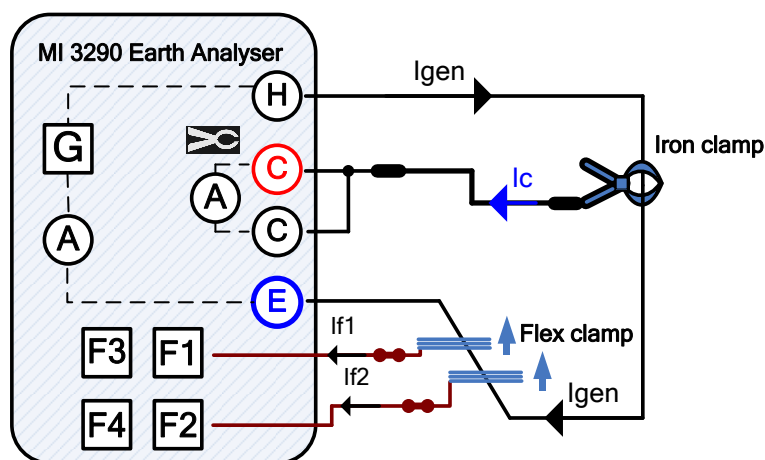 MI 3290 Earth Analyser
Igen
H
G
Iron clamp
C
A
Ic
C
A
E
If1
Flex clamp
F3
F1
If2
Igen
F4
F2